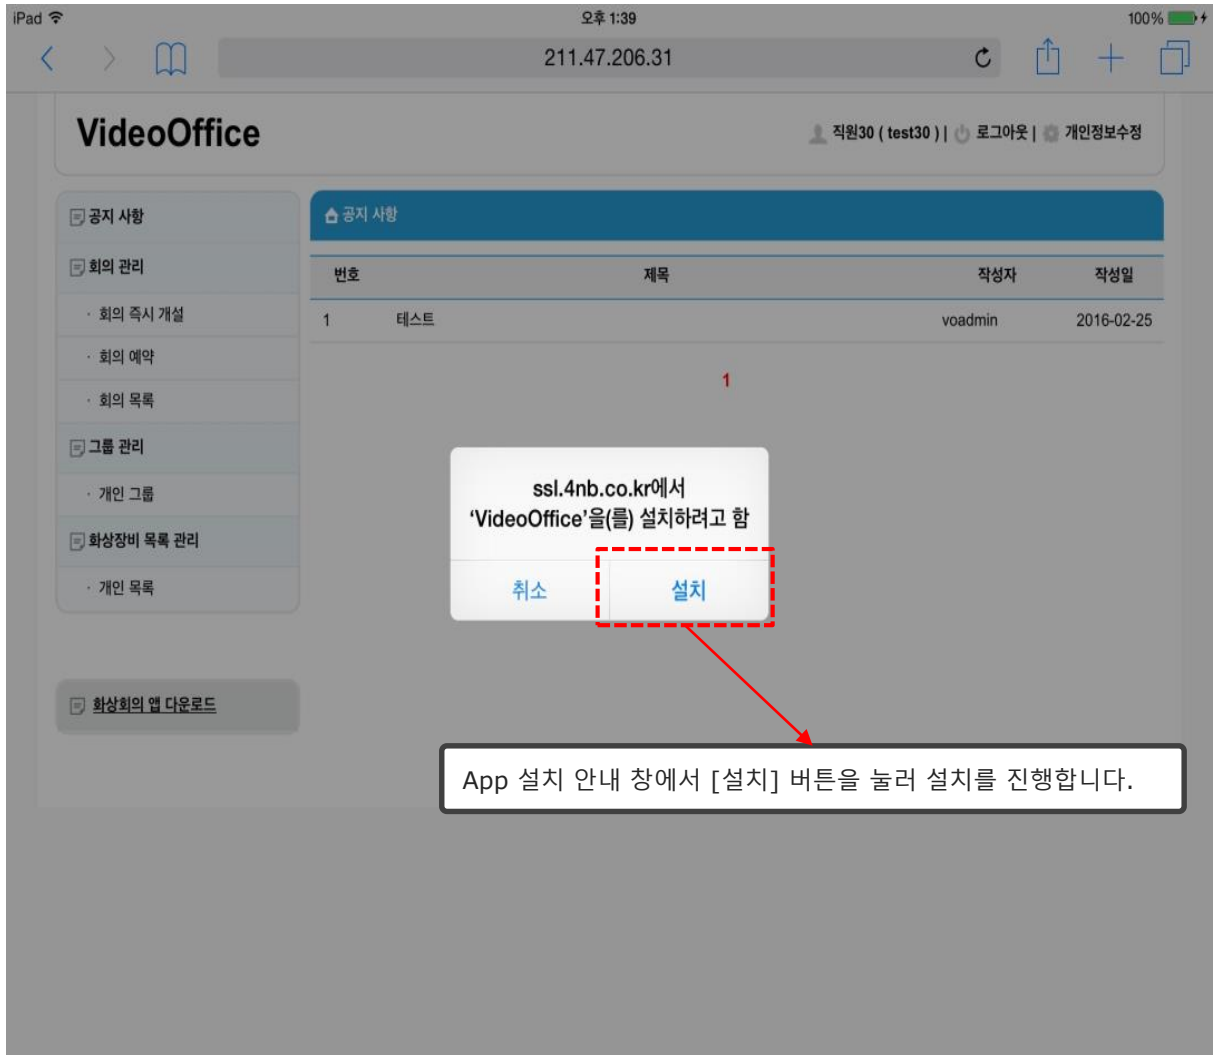 iPad 오후 1:39 100%
211.47.206.31
VideoOffice
직원30 ( test30 ) | 로그아웃 | 개인정보수정
공지 사항
회의 관리
· 회의 즉시 개설
· 회의 예약
· 회의 목록
그룹 관리
· 개인 그룹
화상장비 목록 관리
· 개인 목록
화상회의 앱 다운로드
공지 사항
번호 제목 작성자 작성일
1 테스트 voadmin 2016-02-25
1
ssl.4nb.co.kr에서
‘VideoOffice’을(를) 설치하려고 함
취소 설치
App 설치 안내 창에서 [설치] 버튼을 눌러 설치를 진행합니다.